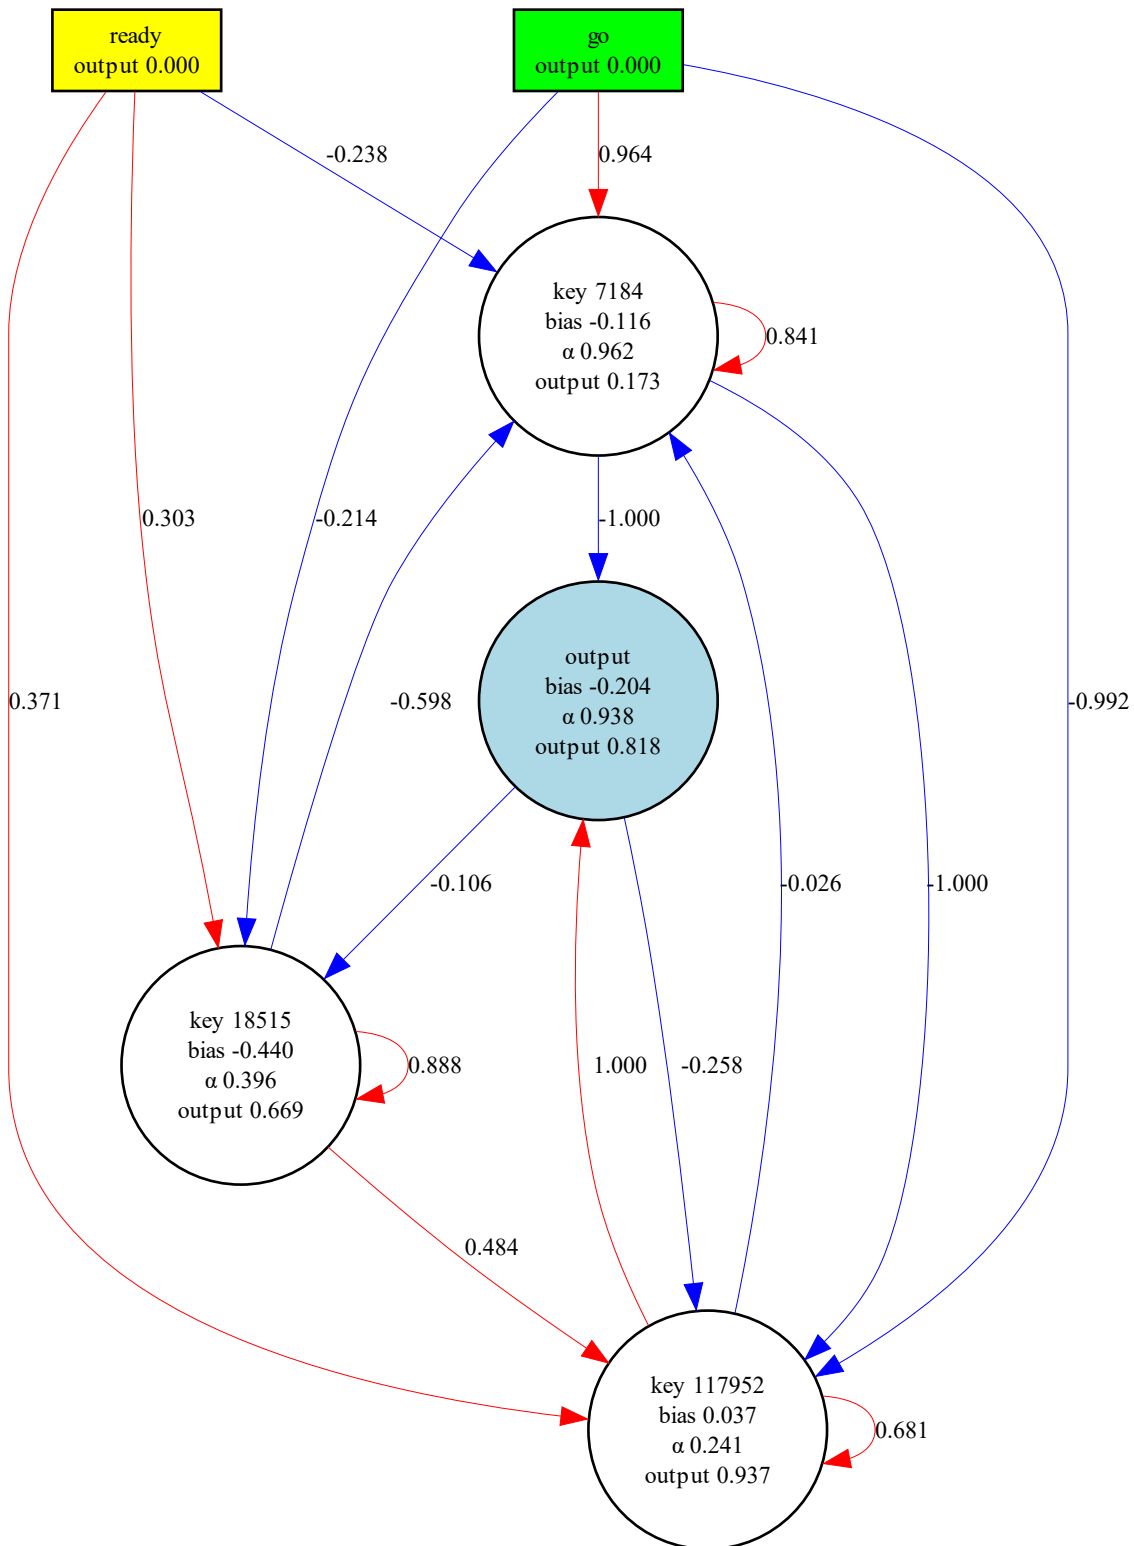 ready
output 0.000
go
output 0.000
-0.238
0.964
key 7184
bias -0.116
α 0.962
output 0.173
0.841
0.303
-0.214
-1.000
output
bias -0.204
α 0.938
output 0.818
0.371
-0.598
-0.992
-0.106
-0.026
-1.000
key 18515
bias -0.440
α 0.396
output 0.669
0.888
1.000
-0.258
0.484
key 117952
bias 0.037
α 0.241
output 0.937
0.681